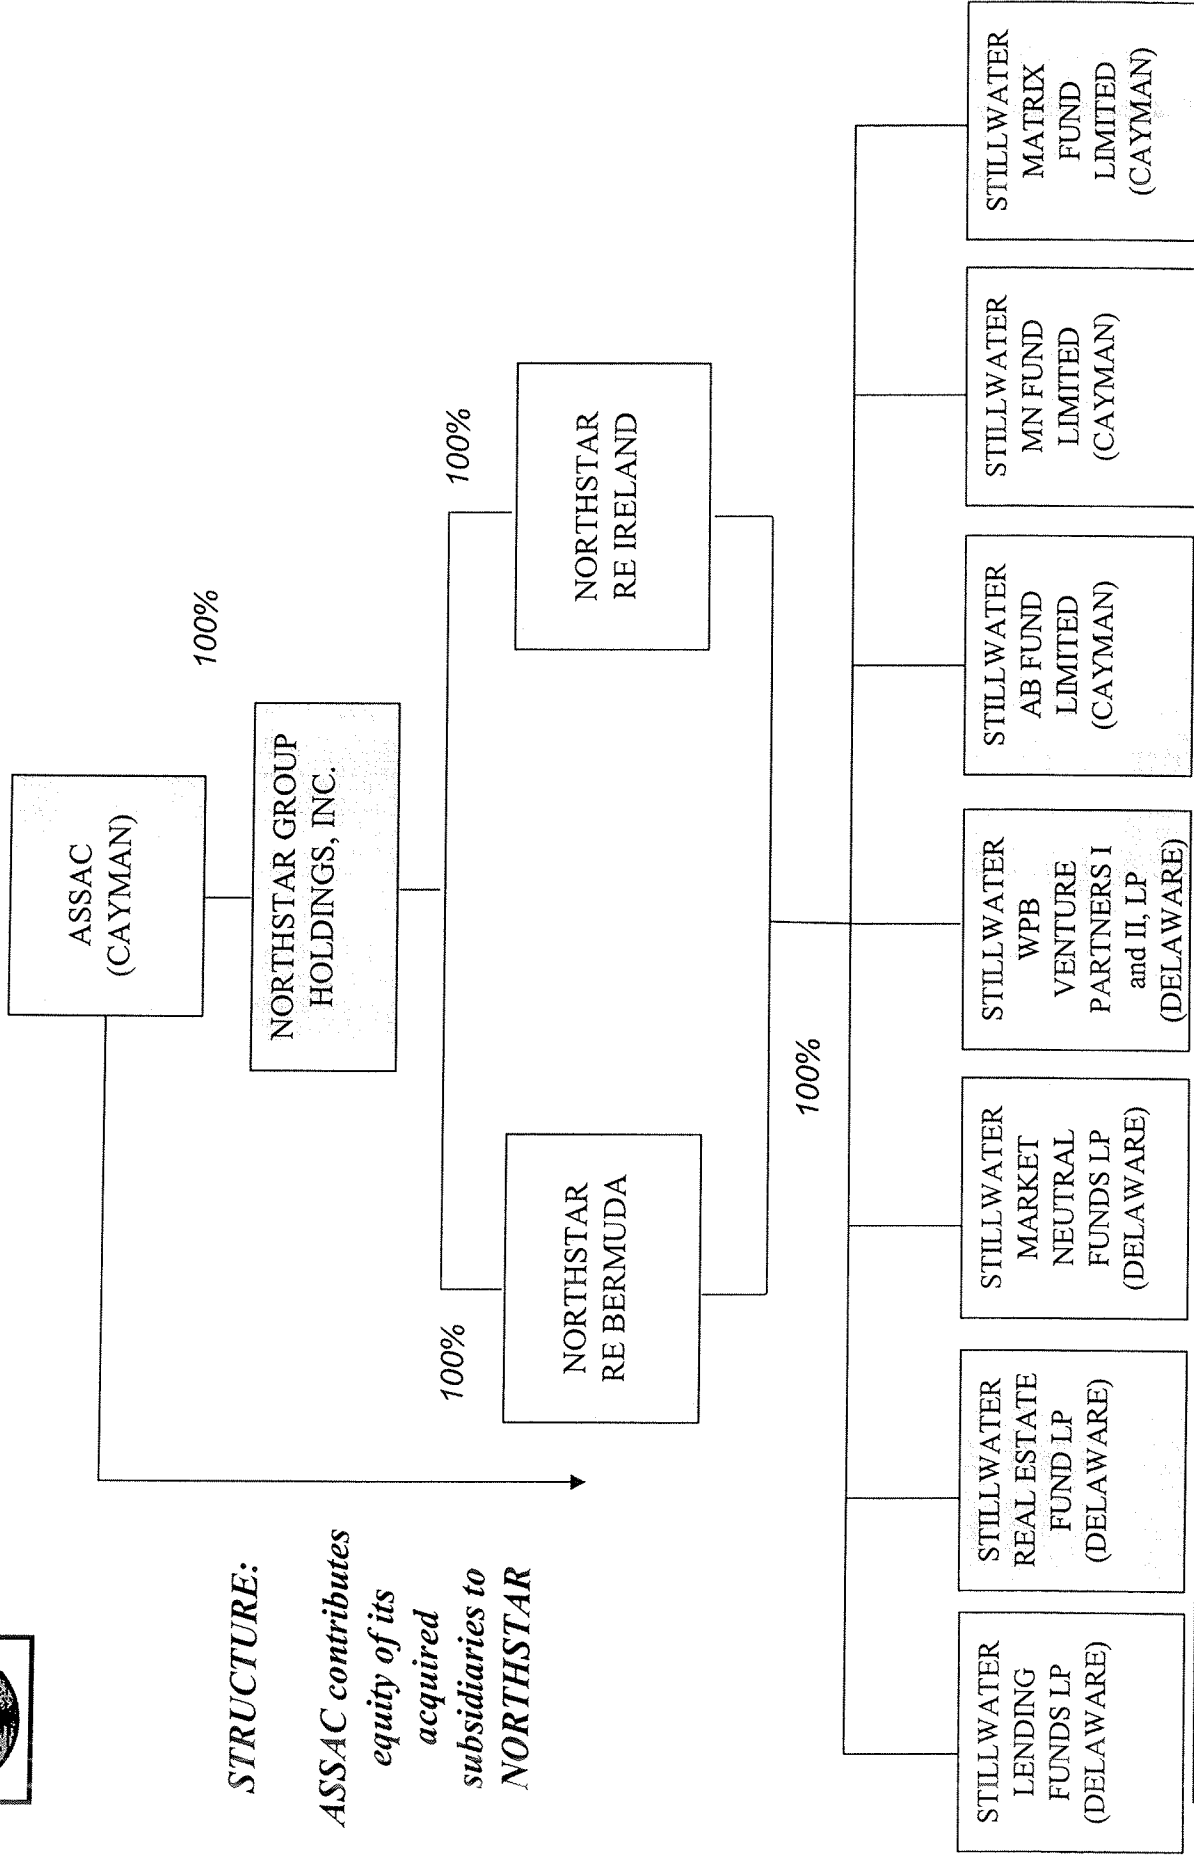 ASSAC
(CAYMAN)
100%
NORTHSTAR GROUP
HOLDINGS, INC.
STRUCTURE:
ASSAC contributes
equity of its
acquired
subsidiaries to
NORTHSTAR
100%
100%
NORTHSTAR
RE BERMUDA
NORTHSTAR
RE IRELAND
100%
STILLWATER
LENDING
FUNDS LP
(DELAWARE)
STILLWATER
REAL ESTATE
FUND LP
(DELAWARE)
STILLWATER
MARKET
NEUTRAL
FUNDS LP
(DELAWARE)
STILLWATER
WPB
VENTURE
PARTNERS I
and II, LP
(DELAWARE)
STILLWATER
AB FUND
LIMITED
(CAYMAN)
STILLWATER
MN FUND
LIMITED
(CAYMAN)
STILLWATER
MATRIX
FUND
LIMITED
(CAYMAN)